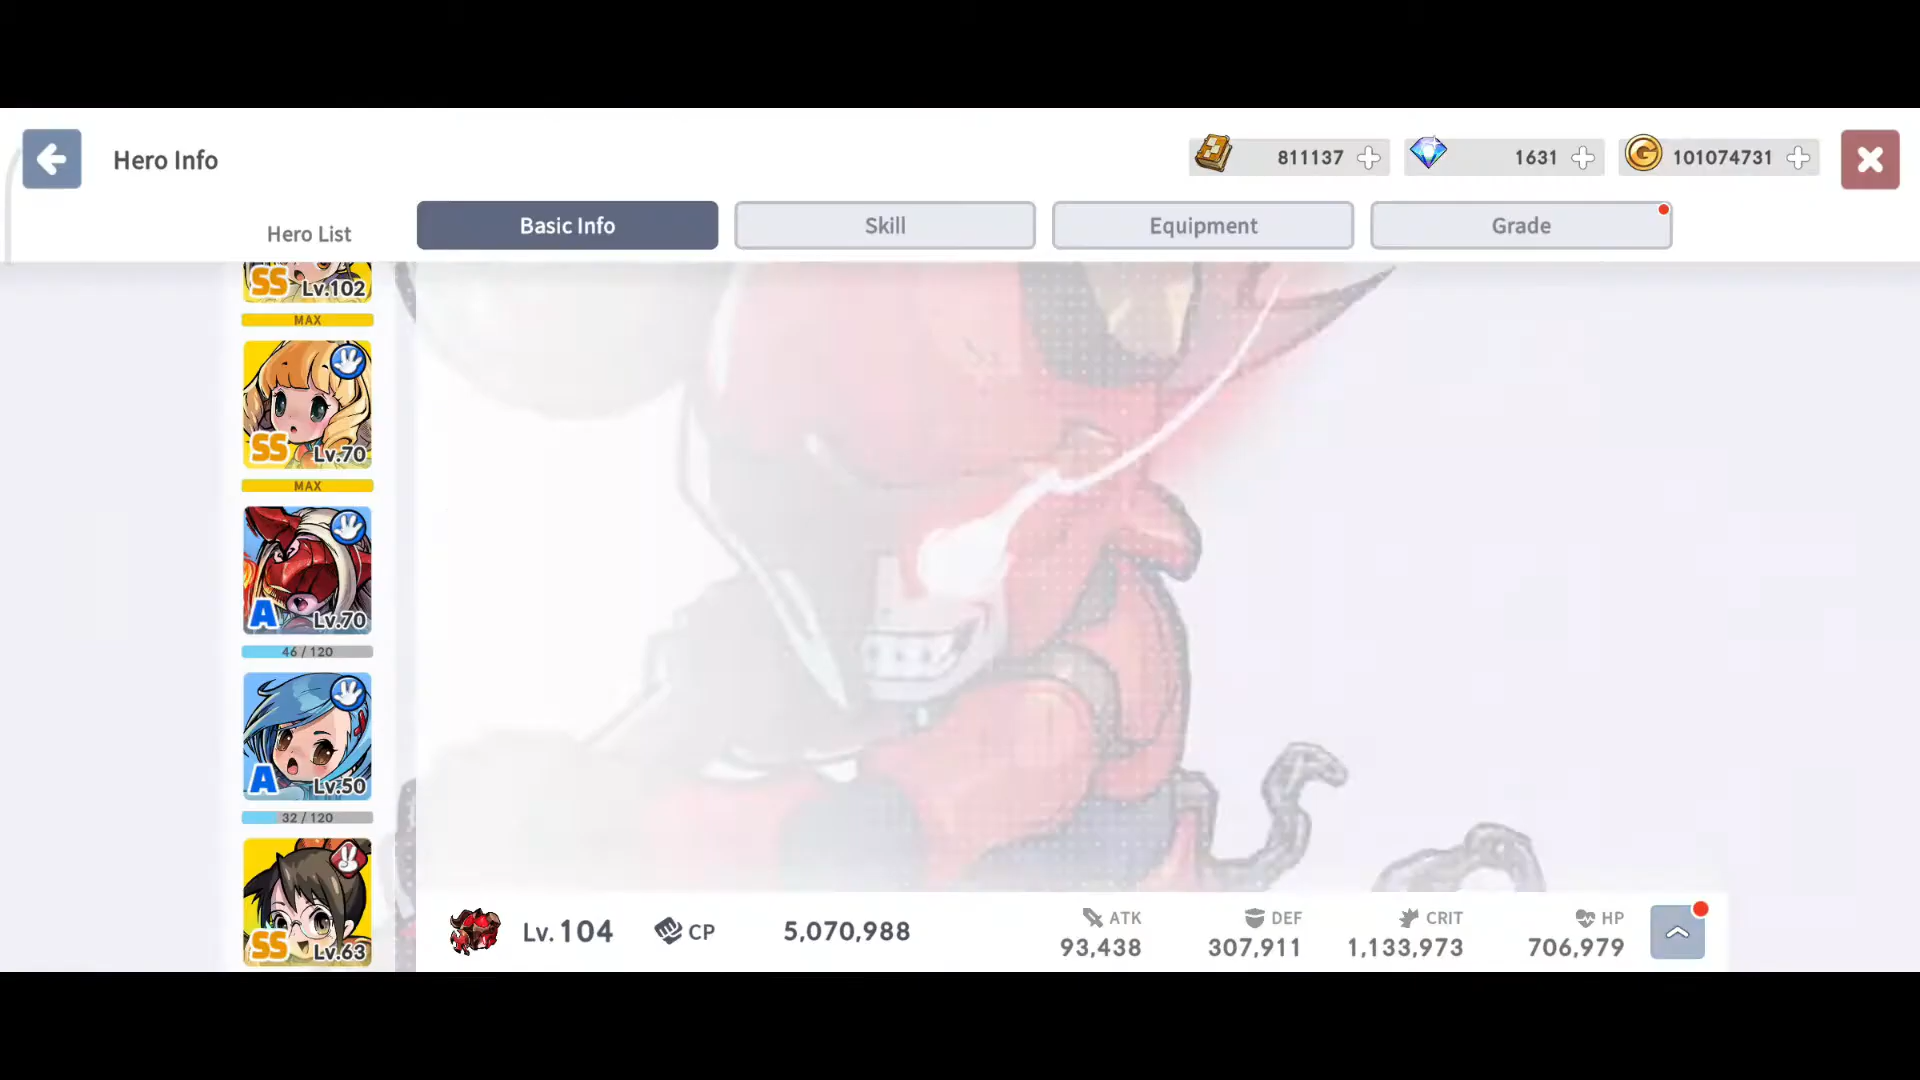 Hero Info
811137
1631
101074731
Hero List
Basic Info
Skill
Equipment
Grade
SS Lv.102
MAX
SS Lv.70
MAX
A Lv.70
46 / 120
A Lv.50
32 / 120
SS Lv.63
Lv. 104
CP
5,070,988
ATK
93,438
DEF
307,911
CRIT
1,133,973
HP
706,979